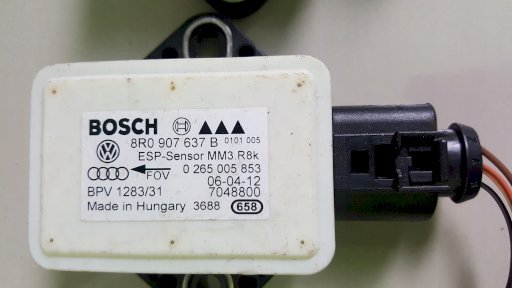 BOSCH
8R0 907 637 B 0101 005
ESP-Sensor MM3.R8k
FOV 0 265 005 853
06-04-12
BPV 1283/31 7048800
Made in Hungary 3688 658